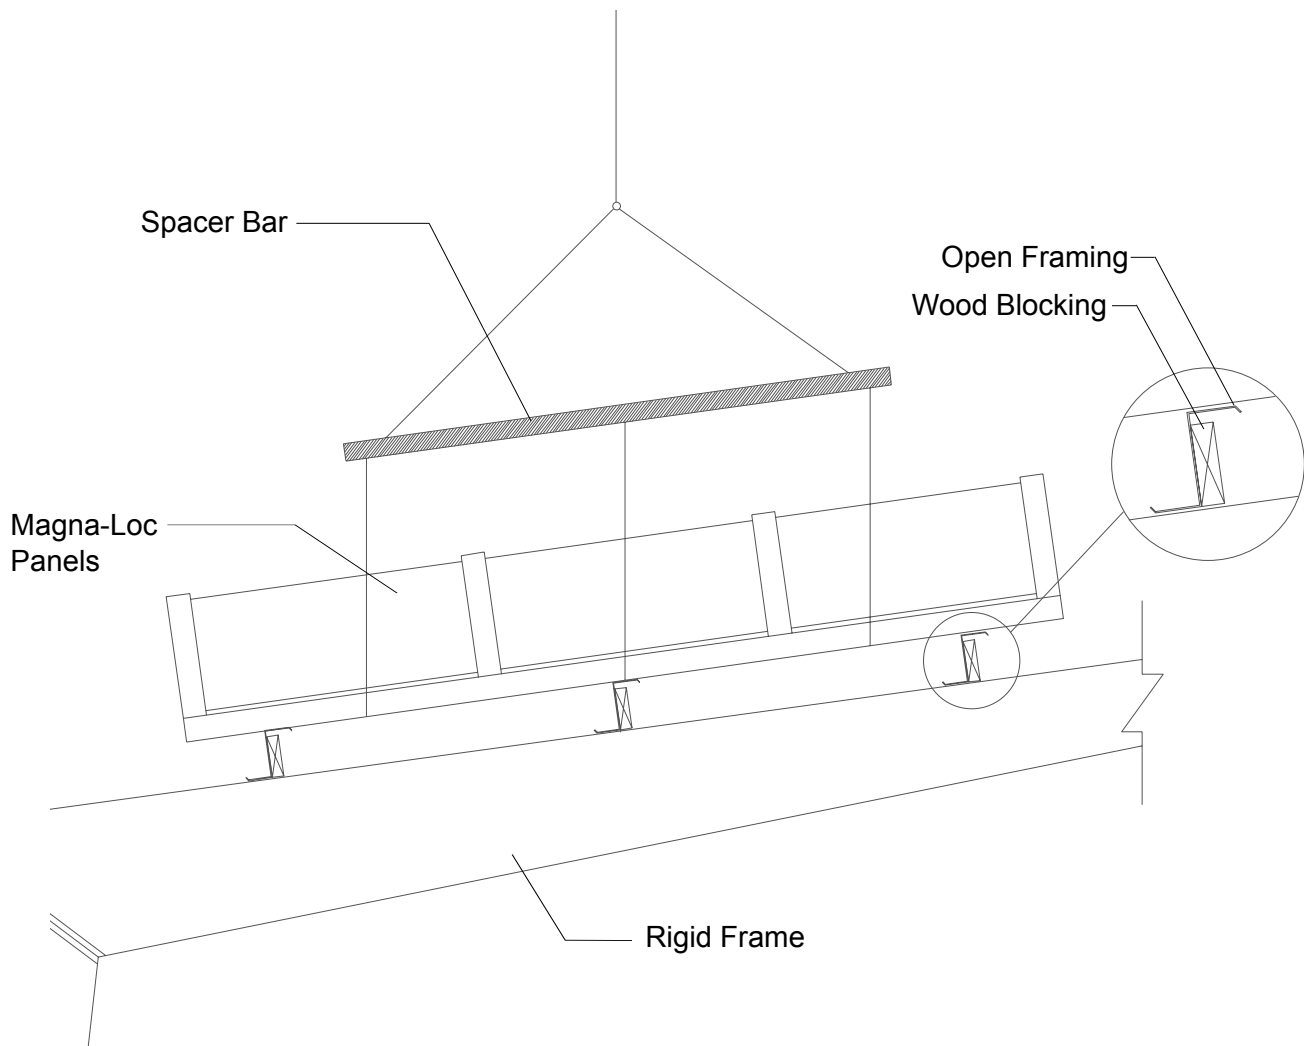 Spacer Bar
Open Framing
Wood Blocking
Magna-Loc
Panels
Rigid Frame